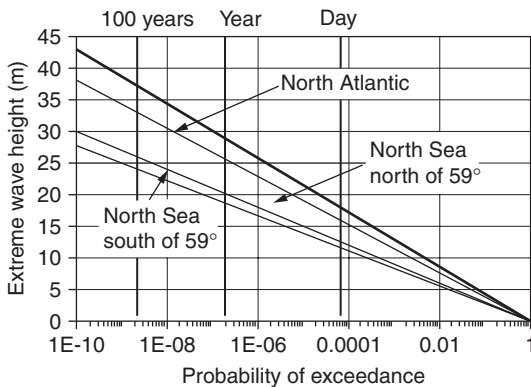 100 years Year Day
45
40
35
30
25
20
15
10
5
0
Extreme wave height (m)
North Atlantic
North Sea
north of 59°
North Sea
south of 59°
1E-10 1E-08 1E-06 0.0001 0.01 1
Probability of exceedance